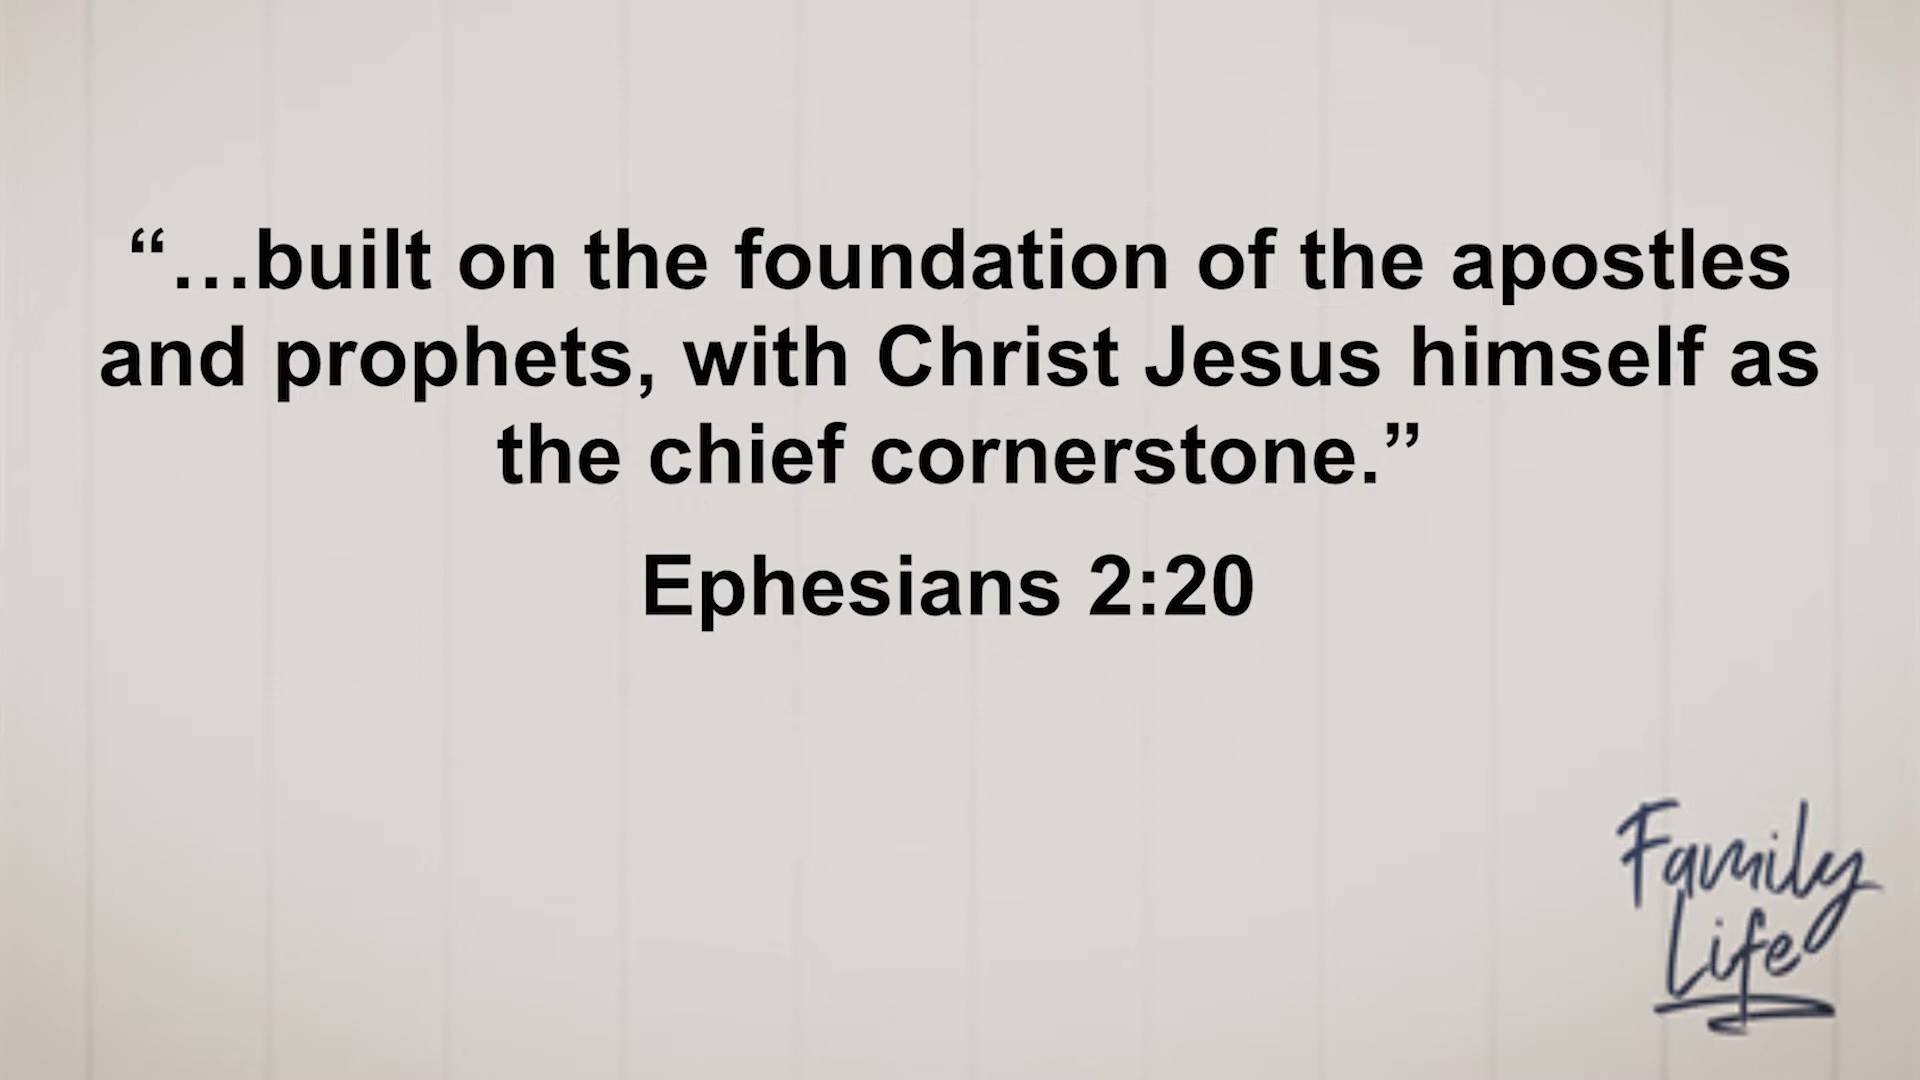 “…built on the foundation of the apostles
and prophets, with Christ Jesus himself as
the chief cornerstone.”
Ephesians 2:20
Family
Life